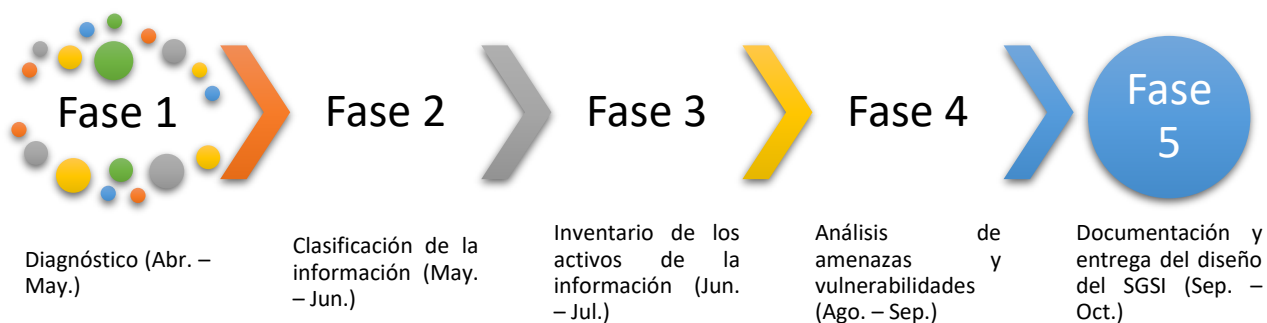 Fase 1
Fase 2
Fase 3
Fase 4
Fase
5
Diagnóstico (Abr. –
May.)
Clasificación de la
información (May.
– Jun.)
Inventario de los
activos de la
información (Jun.
– Jul.)
Análisis de
amenazas y
vulnerabilidades
(Ago. – Sep.)
Documentación y
entrega del diseño
del SGSI (Sep. –
Oct.)